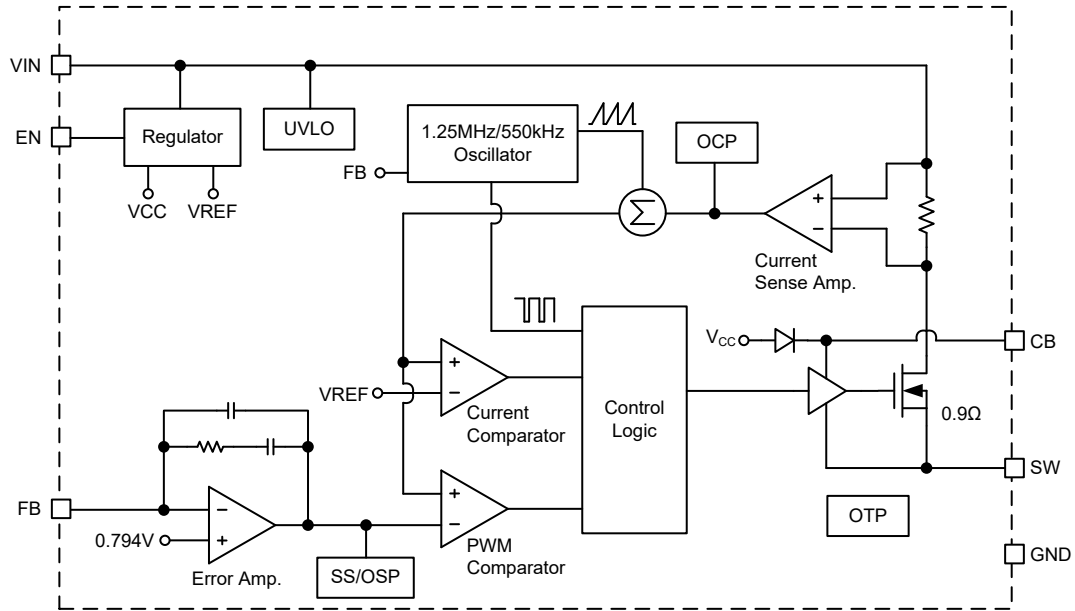 VIN
EN
Regulator
VCC
VREF
UVLO
1.25MHz/550kHz
Oscillator
FB
Σ
OCP
+
−
Current
Sense Amp.
VCC
CB
VREF
+
−
Current
Comparator
Control
Logic
0.9Ω
SW
FB
−
+
0.794V
Error Amp.
SS/OSP
+
−
PWM
Comparator
OTP
GND